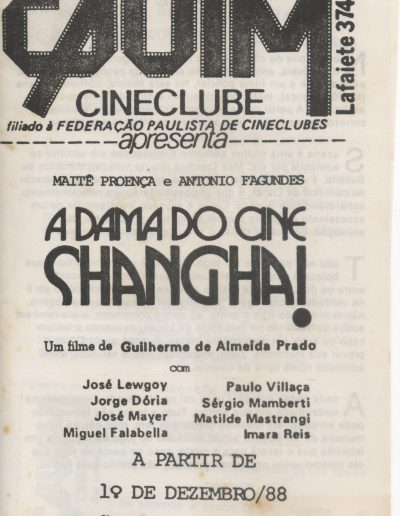 CAUIM
Lafaiete 374
CINECLUBE
filiado à FEDERAÇÃO PAULISTA DE CINECLUBES
apresenta
MAITÊ PROENÇA e ANTONIO FAGUNDES
A DAMA DO CINE
SHANGHAI
Um filme de Guilherme de Almeida Prado
com
José Lewgoy
Jorge Dória
José Mayer
Miguel Falabella
Paulo Villaça
Sérgio Mamberti
Matilde Mastrangi
Imara Reis
A PARTIR DE
1º DE DEZEMBRO/88